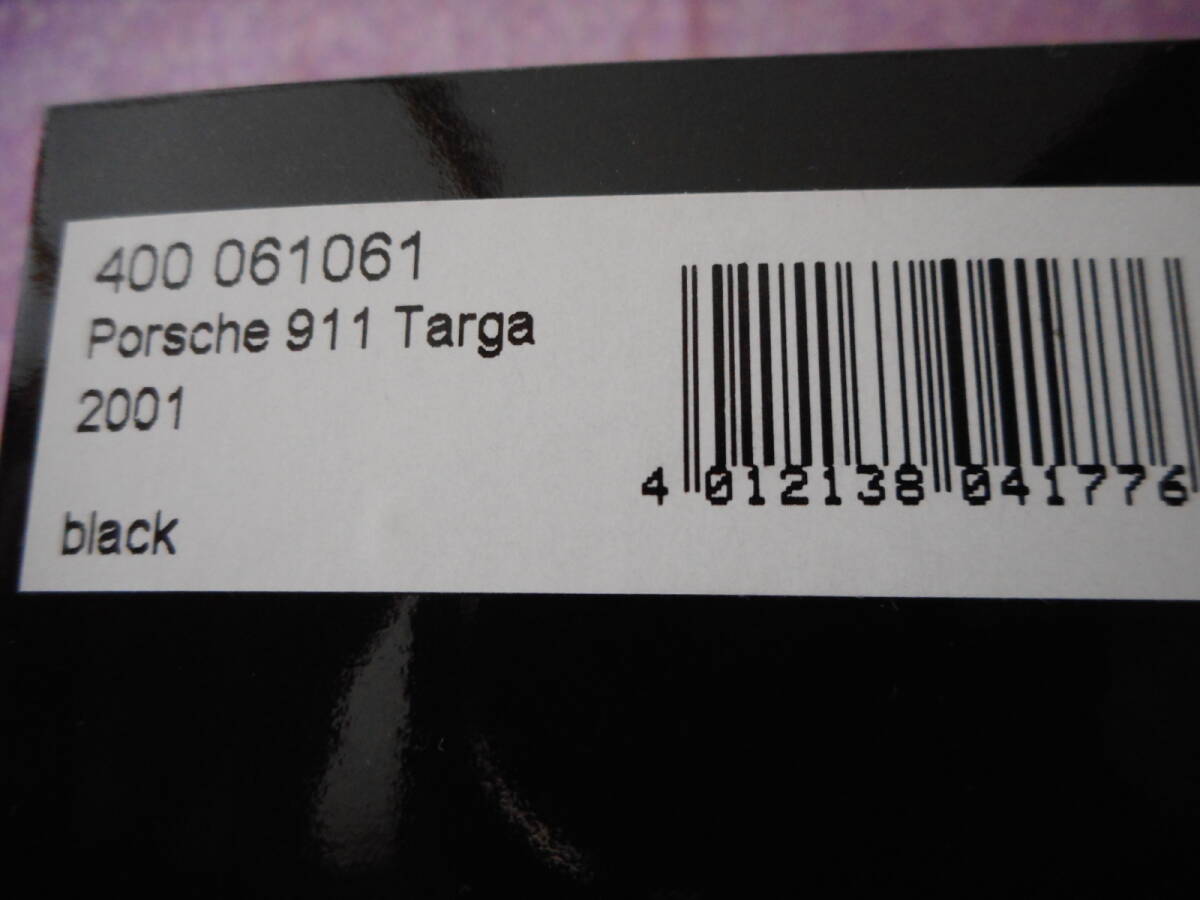 400 061061
Porsche 911 Targa
2001
black
4 012138 041776